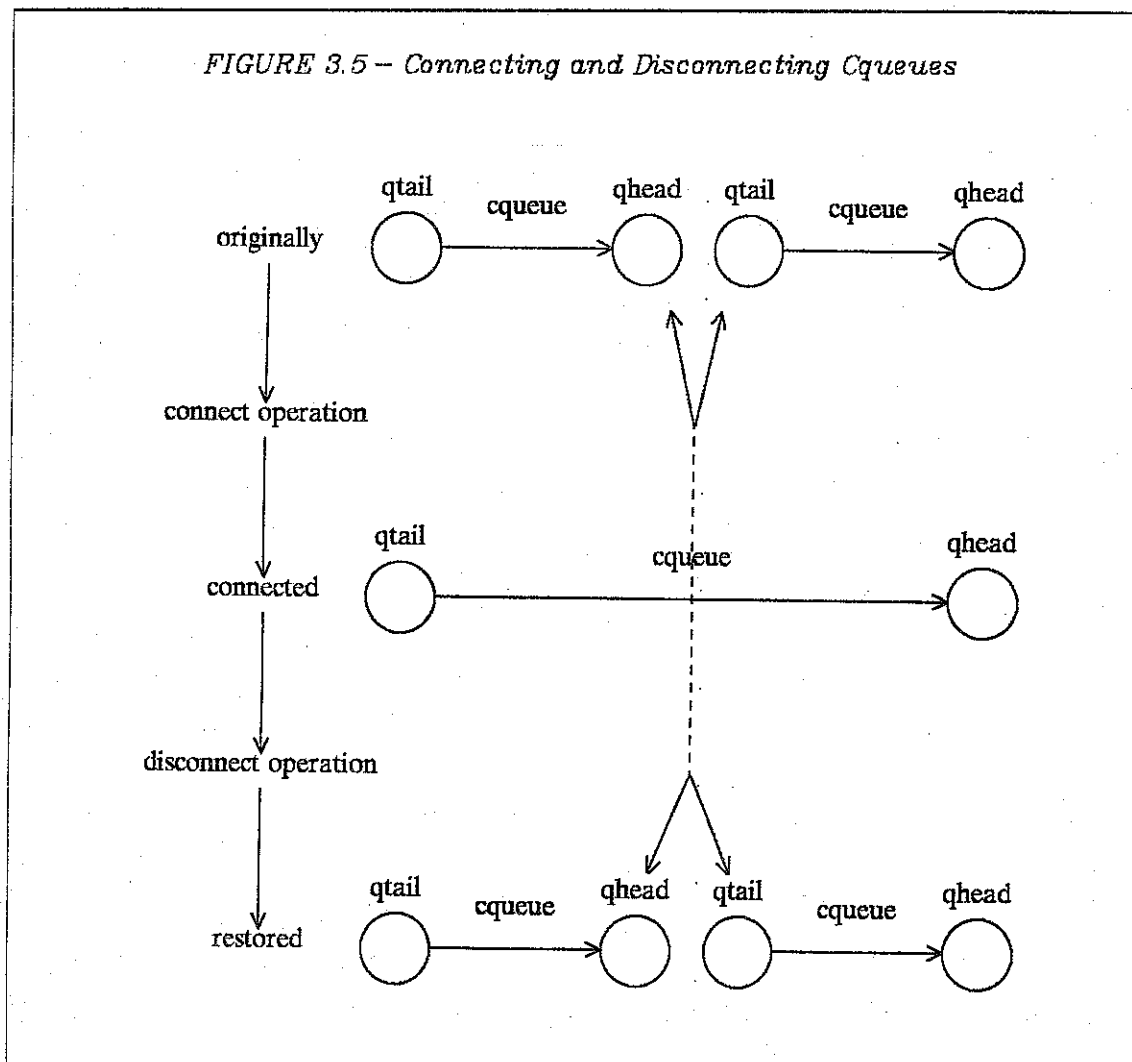 FIGURE 3.5 – Connecting and Disconnecting Cqueues
qtail cqueue qhead qtail cqueue qhead
originally
connect operation
qtail cqueue qhead
connected
disconnect operation
qtail cqueue qhead qtail cqueue qhead
restored